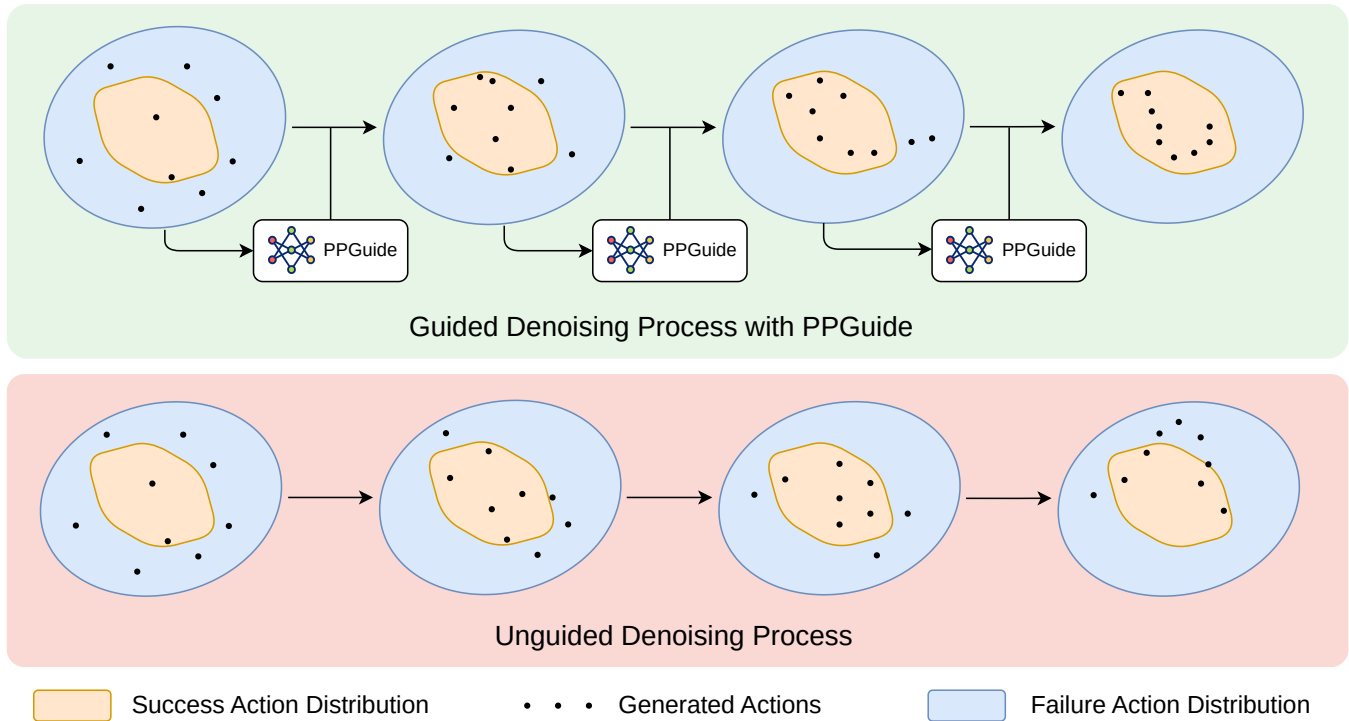 PPGuide
PPGuide
PPGuide
Guided Denoising Process with PPGuide
Unguided Denoising Process
Success Action Distribution
Generated Actions
Failure Action Distribution